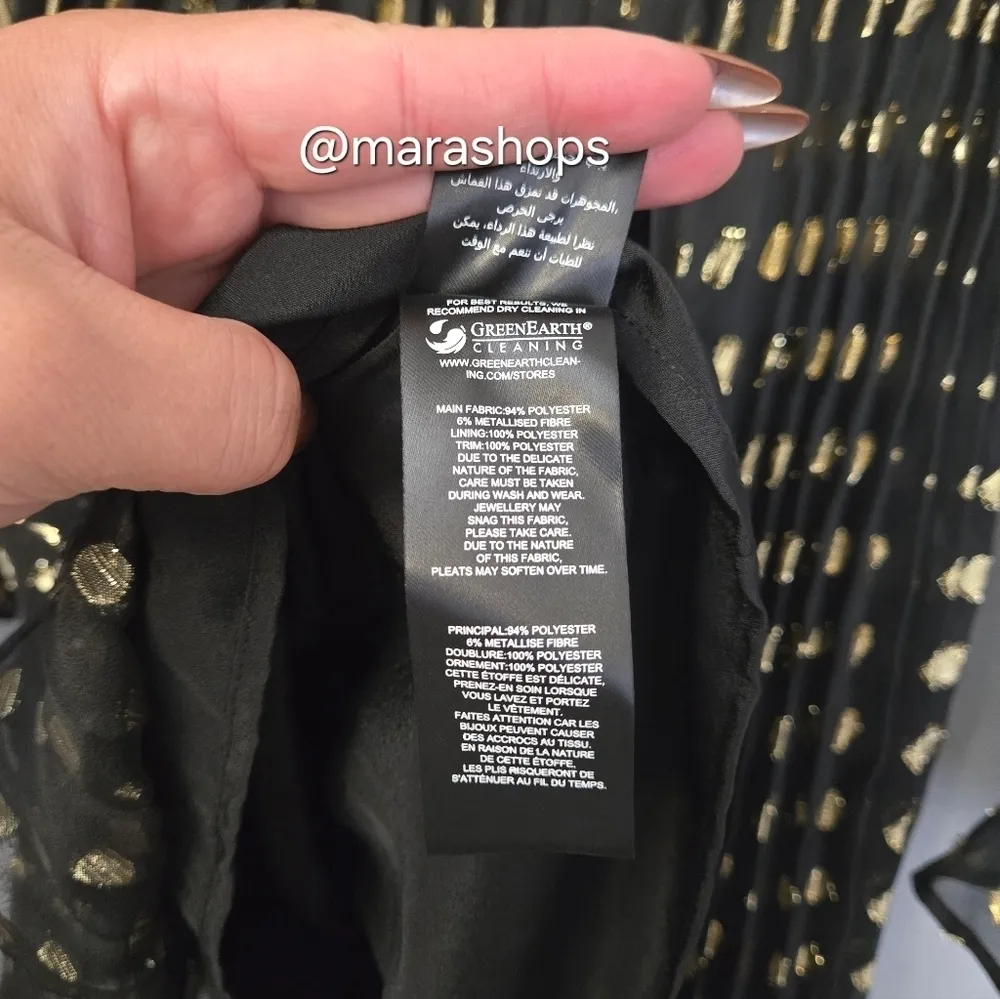 @marashops
والارتداء
المجوهرات قد تمزق هذا القماش،
يرجى الحرص
نظرا لطبيعة هذا الرداء، يمكن
للطيات أن تنعم مع الوقت
FOR BEST RESULTS, WE
RECOMMEND DRY CLEANING IN
GREENEARTH®
CLEANING
WWW.GREENEARTHCLEAN-
ING.COM/STORES
MAIN FABRIC:94% POLYESTER
6% METALLISED FIBRE
LINING:100% POLYESTER
TRIM:100% POLYESTER
DUE TO THE DELICATE
NATURE OF THE FABRIC,
CARE MUST BE TAKEN
DURING WASH AND WEAR.
JEWELLERY MAY
SNAG THIS FABRIC,
PLEASE TAKE CARE.
DUE TO THE NATURE
OF THIS FABRIC,
PLEATS MAY SOFTEN OVER TIME.
PRINCIPAL:94% POLYESTER
6% METALLISE FIBRE
DOUBLURE:100% POLYESTER
ORNEMENT:100% POLYESTER
CETTE ÉTOFFE EST DÉLICATE,
PRENEZ-EN SOIN LORSQUE
VOUS LAVEZ ET PORTEZ
LE VÊTEMENT.
FAITES ATTENTION CAR LES
BIJOUX PEUVENT CAUSER
DES ACCROCS AU TISSU.
EN RAISON DE LA NATURE
DE CETTE ÉTOFFE.
LES PLIS RISQUERONT DE
S'ATTÉNUER AU FIL DU TEMPS.